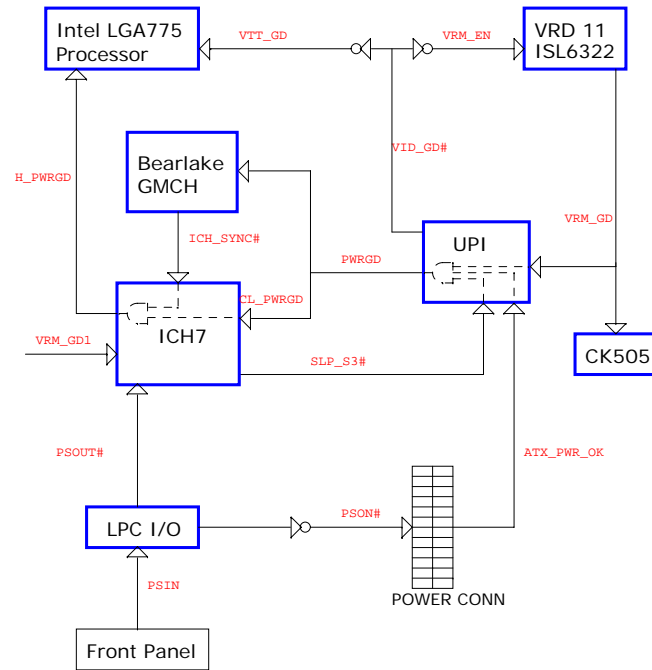 Intel LGA775
Processor
VTT_GD
VRM_EN
VRD 11
ISL6322
H_PWRGD
Bearlake
GMCH
VID_GD#
ICH_SYNC#
PWRGD
UPI
VRM_GD
CL_PWRGD
ICH7
VRM_GD1
SLP_S3#
CK505
PSOUT#
ATX_PWR_OK
LPC I/O
PSON#
PSIN
POWER CONN
Front Panel